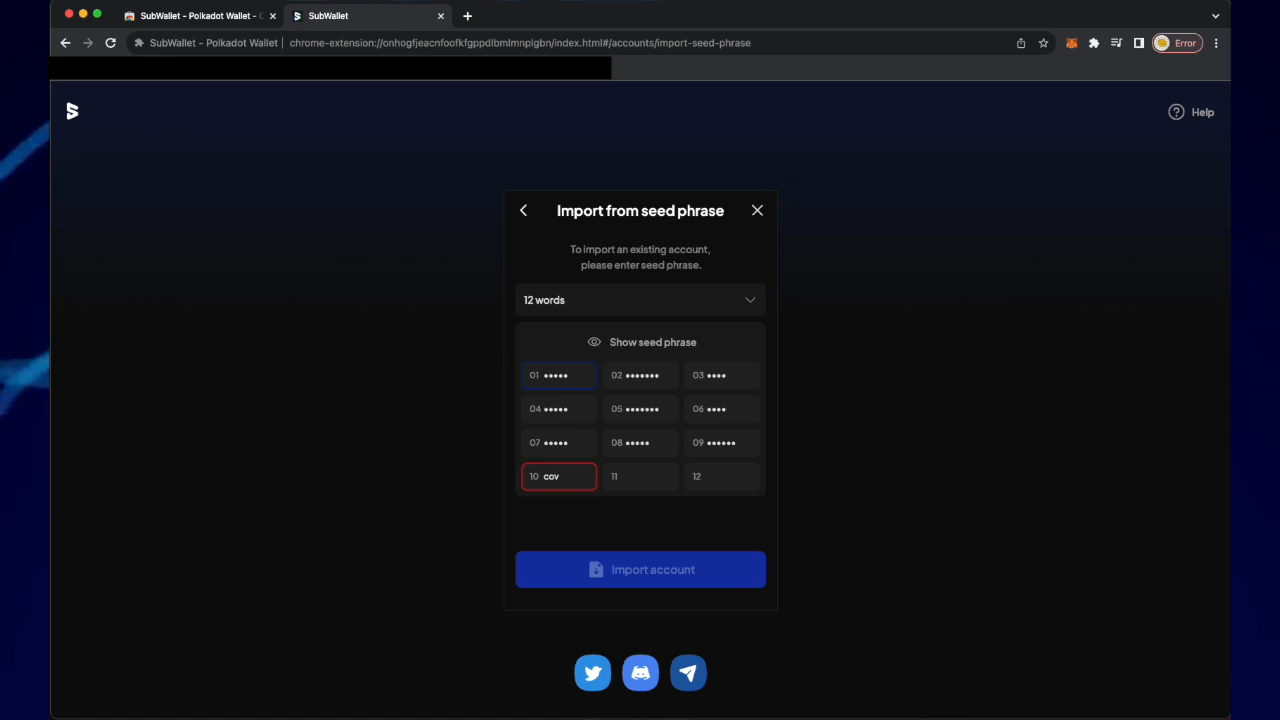 SubWallet - Polkadot Wallet - C
SubWallet
SubWallet - Polkadot Wallet
chrome-extension://onhogfjeacnfoofkfgppdlbmlmnplgbn/index.html#/accounts/import-seed-phrase
Error
Help
Import from seed phrase
To import an existing account,
please enter seed phrase.
12 words
Show seed phrase
01 •••••
02 •••••••
03 ••••
04 •••••
05 •••••••
06 ••••
07 •••••
08 •••••
09 ••••••
10 cov
11
12
Import account